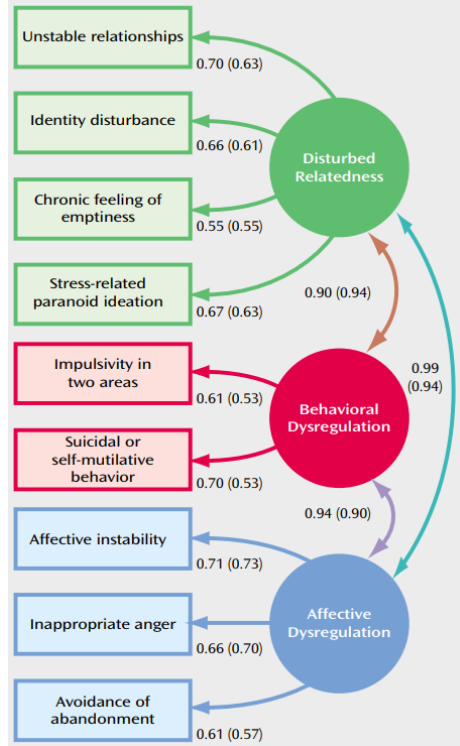 Unstable relationships
0.70 (0.63)
Identity disturbance
0.66 (0.61)
Disturbed
Relatedness
Chronic feeling of
emptiness
0.55 (0.55)
Stress-related
paranoid ideation
0.67 (0.63)
0.90 (0.94)
Impulsivity in
two areas
0.61 (0.53)
0.99
(0.94)
Behavioral
Dysregulation
Suicidal or
self-mutilative
behavior
0.70 (0.53)
0.94 (0.90)
Affective instability
0.71 (0.73)
Inappropriate anger
0.66 (0.70)
Affective
Dysregulation
Avoidance of
abandonment
0.61 (0.57)